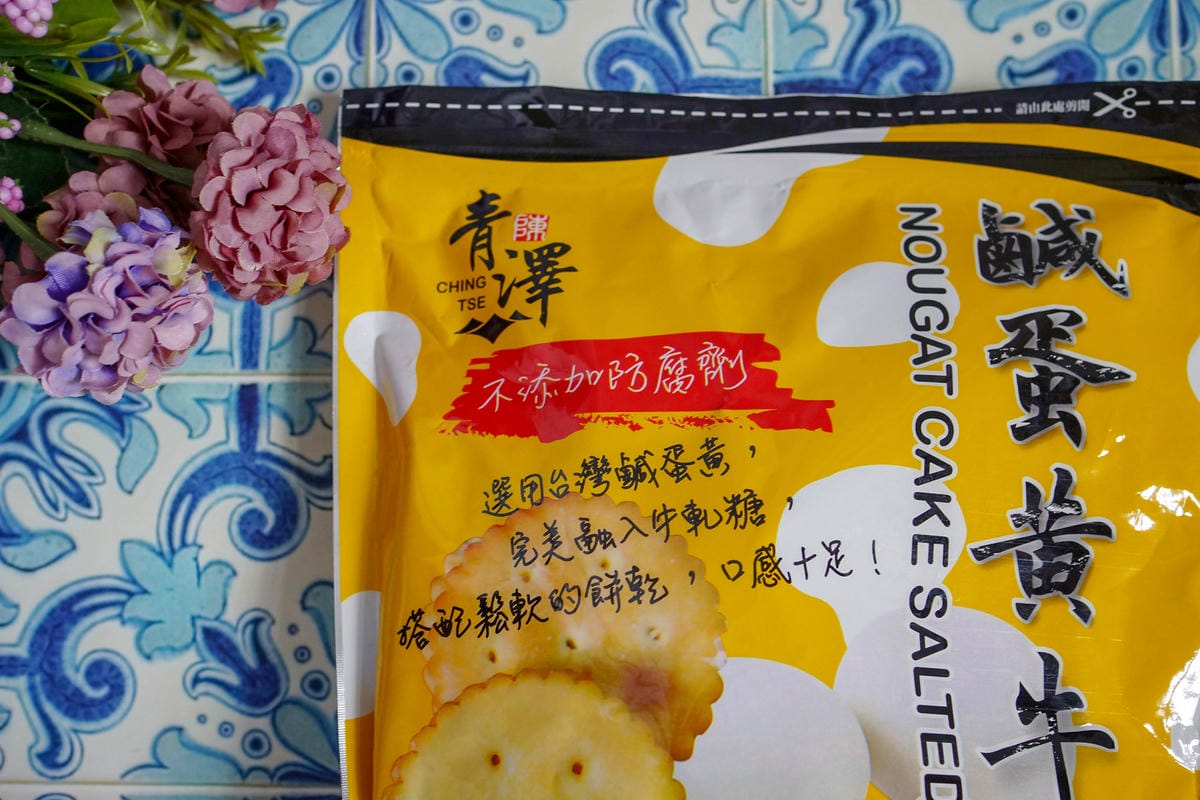 請由此處剪開
青澤
陳
CHING
TSE
不添加防腐劑
選用台灣鹹蛋黃，
完美融入牛軋糖，
搭配鬆軟的餅乾，口感十足！
鹹蛋黃牛
NOUGAT CAKE SALTED